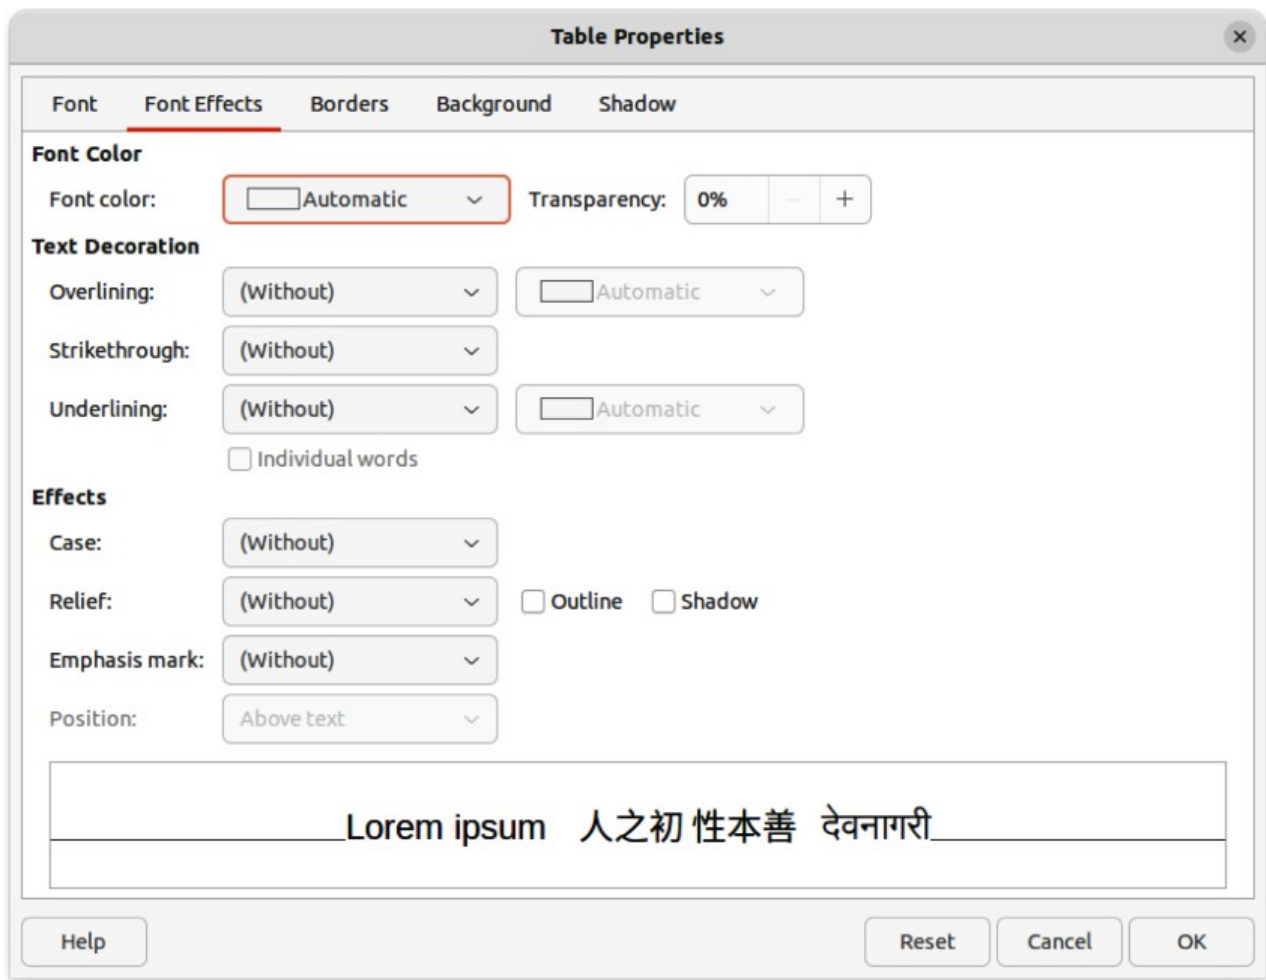 Table Properties
Font Font Effects Borders Background Shadow
Font Color
Font color: Automatic Transparency: 0%
Text Decoration
Overlining: (Without) Automatic
Strikethrough: (Without)
Underlining: (Without) Automatic
Individual words
Effects
Case: (Without)
Relief: (Without) Outline Shadow
Emphasis mark: (Without)
Position: Above text
Lorem ipsum 人之初 性本善 देवनागरी
Help Reset Cancel OK